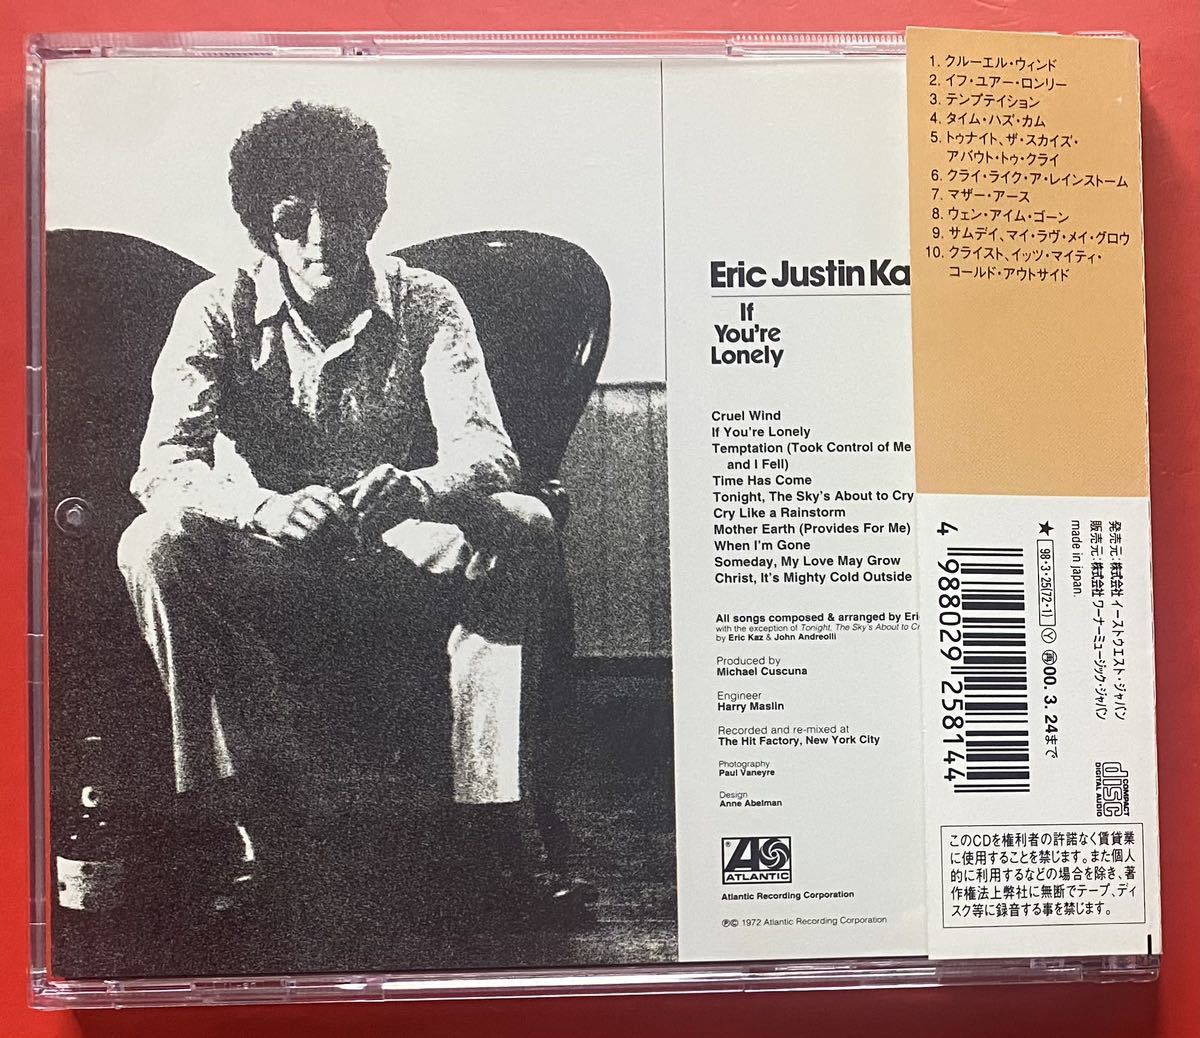 Eric Justin Ka
If
You're
Lonely
Cruel Wind
If You're Lonely
Temptation (Took Control of Me
and I Fell)
Time Has Come
Tonight, The Sky's About to Cry
Cry Like a Rainstorm
Mother Earth (Provides For Me)
When I'm Gone
Someday, My Love May Grow
Christ, It's Mighty Cold Outside
All songs composed & arranged by Eri
with the exception of Tonight, The Sky's About to Cr
by Eric Kaz & John Andreolli
Produced by
Michael Cuscuna
Engineer
Harry Maslin
Recorded and re-mixed at
The Hit Factory, New York City
Photography
Paul Vaneyre
Design
Anne Abelman
ATLANTIC
Atlantic Recording Corporation
℗© 1972 Atlantic Recording Corporation
1. クルーエル・ウィンド
2. イフ・ユアー・ロンリー
3. テンプテイション
4. タイム・ハズ・カム
5. トゥナイト、ザ・スカイズ・
アバウト・トゥ・クライ
6. クライ・ライク・ア・レインストーム
7. マザー・アース
8. ウェン・アイム・ゴーン
9. サムデイ、マイ・ラヴ・メイ・グロウ
10. クライスト、イッツ・マイティ・
コールド・アウトサイド
発売元:株式会社 イーストウエスト・ジャパン
販売元:株式会社 ワーナーミュージック・ジャパン
made in japan.
★ 98・3・25(72・1) Ⓨ ㊢00. 3. 24まで
4 988029 258144
COMPACT
disc
DIGITAL AUDIO
このCDを権利者の許諾なく賃貸業
に使用することを禁じます。また個人
的に利用するなどの場合を除き、著
作権法上弊社に無断でテープ、ディ
スク等に録音する事を禁じます。